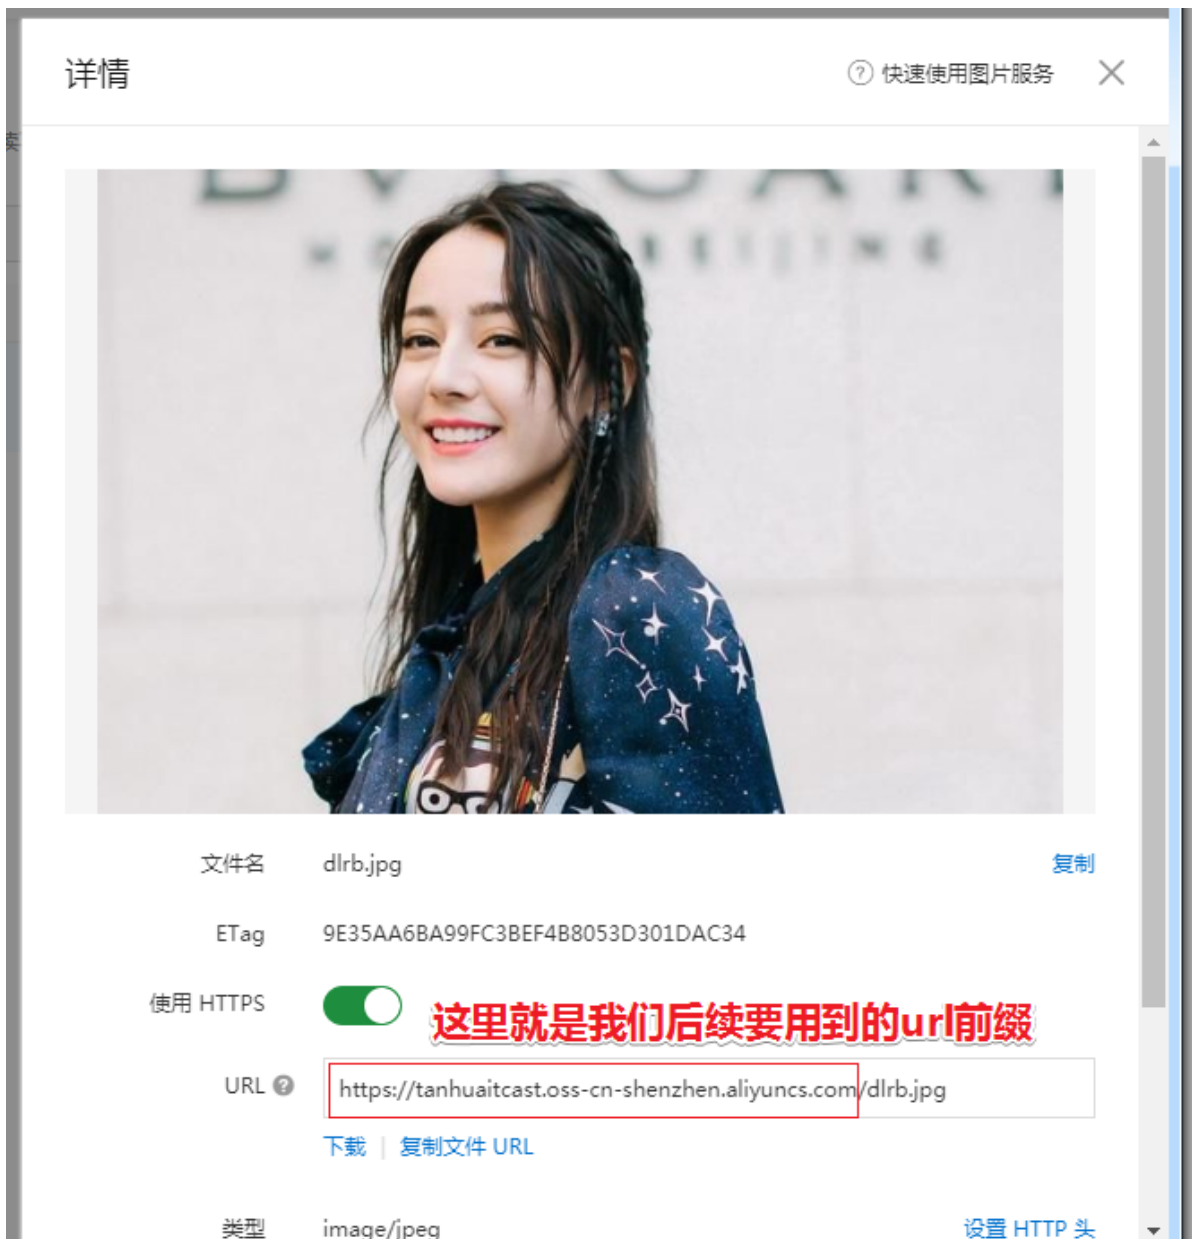 详情
快速使用图片服务
BVLGARI
文件名 dlrb.jpg 复制
ETag 9E35AA6BA99FC3BEF4B8053D301DAC34
使用 HTTPS
这里就是我们后续要用到的url前缀
URL https://tanhuaitcast.oss-cn-shenzhen.aliyuncs.com/dlrb.jpg
下载 | 复制文件 URL
类型 image/jpeg 设置 HTTP 头